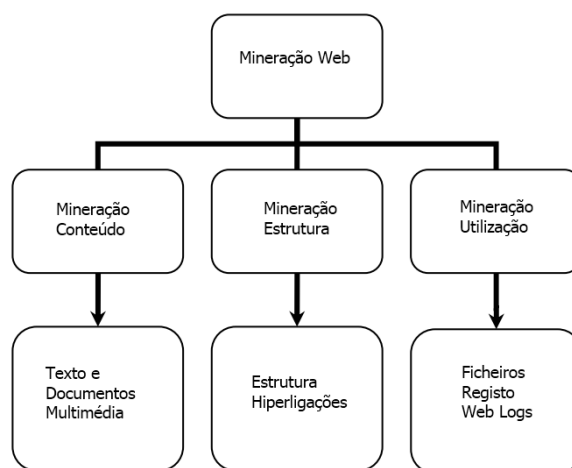 Mineração Web
Mineração
Conteúdo
Mineração
Estrutura
Mineração
Utilização
Texto e
Documentos
Multimédia
Estrutura
Hiperligações
Ficheiros
Registo
Web Logs